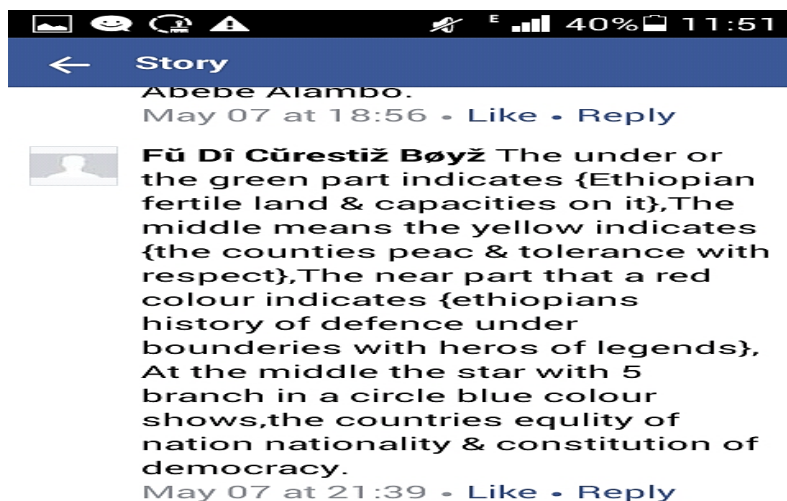 E 40% 11:51
Story
Abebe Alambo.
May 07 at 18:56 • Like • Reply
Fŭ Dî Cŭrestiž Bøyž The under or
the green part indicates {Ethiopian
fertile land & capacities on it},The
middle means the yellow indicates
{the counties peac & tolerance with
respect},The near part that a red
colour indicates {ethiopians
history of defence under
bounderies with heros of legends},
At the middle the star with 5
branch in a circle blue colour
shows,the countries equlity of
nation nationality & constitution of
democracy.
May 07 at 21:39 • Like • Reply